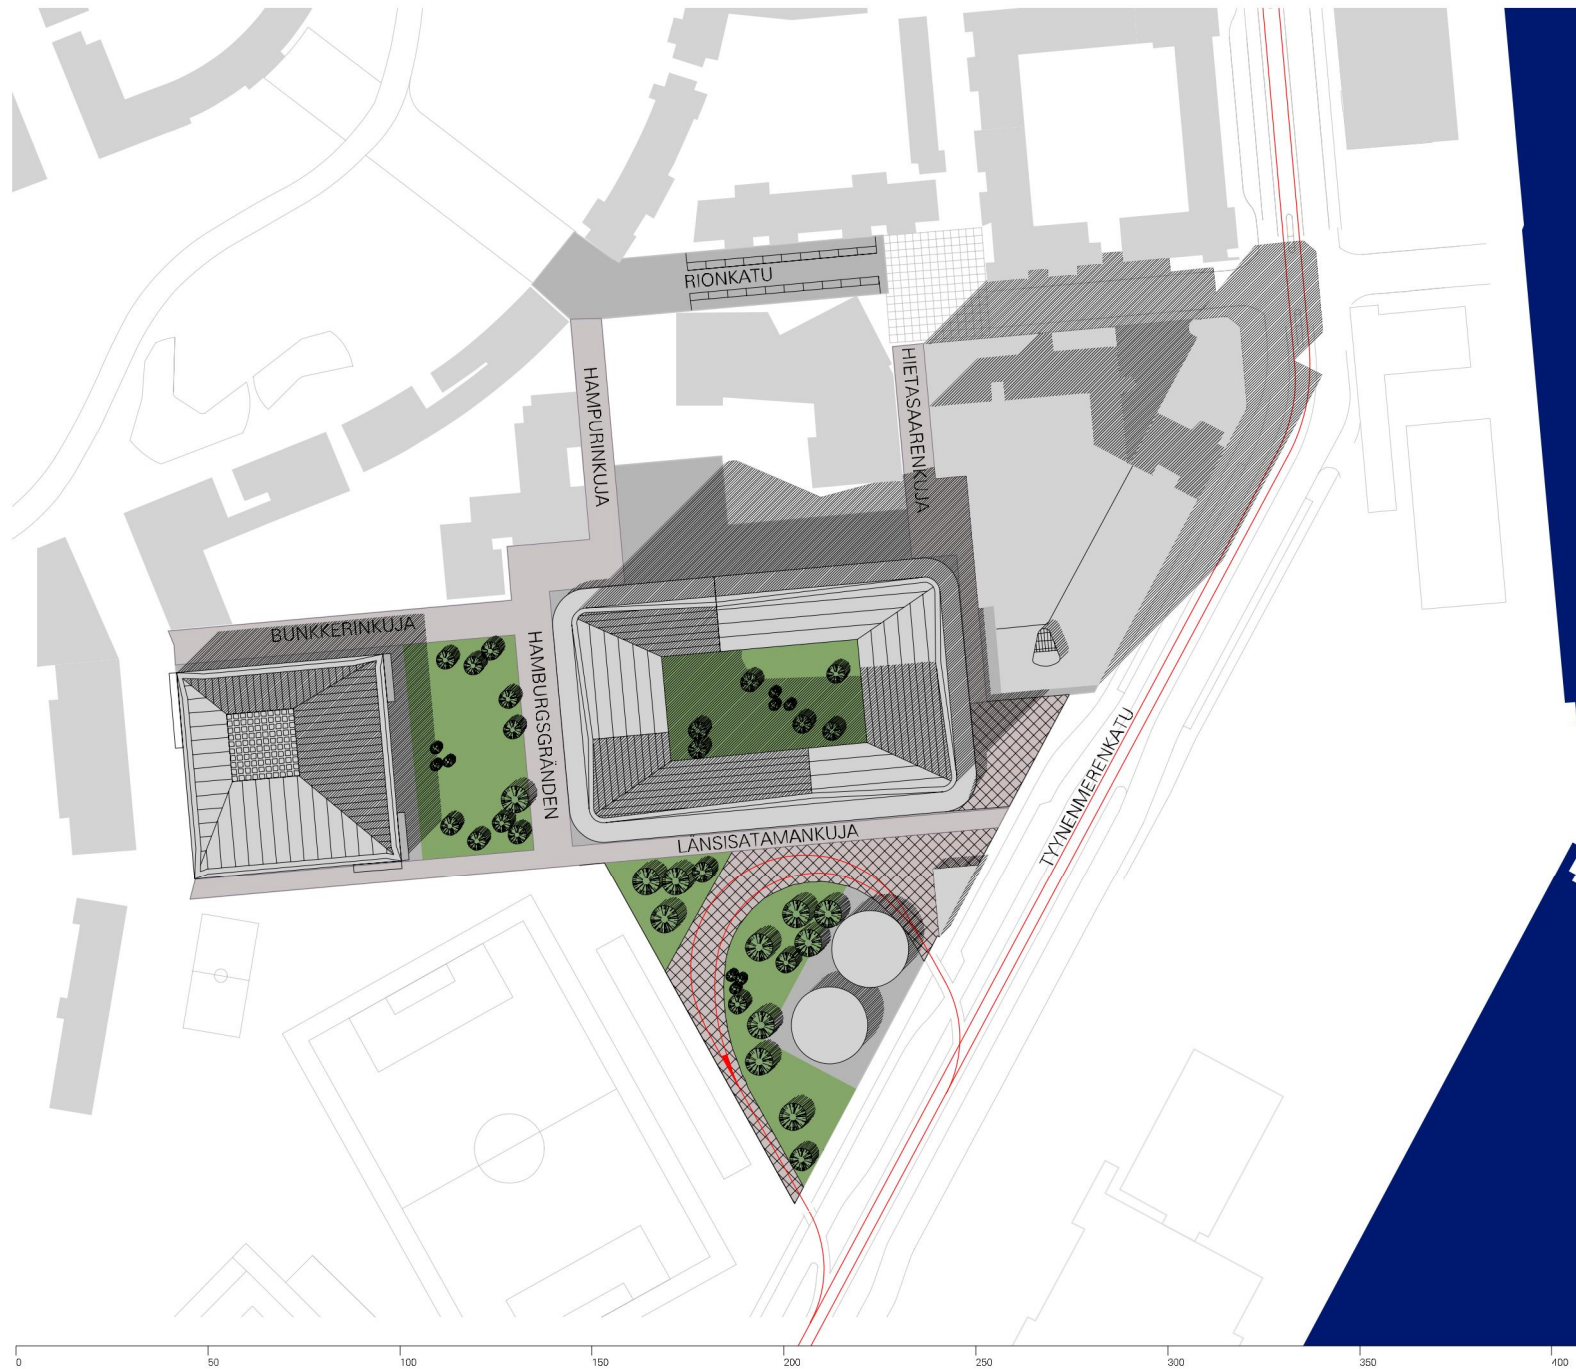 RIONKATU
HAMPURINKUJA
HIETASAARENKUJA
BUNKKERINKUJA
HAMBURGSGRÄNDEN
LÄNSISATAMANKUJA
TYYNENMERENKATU
0 50 100 150 200 250 300 350 400